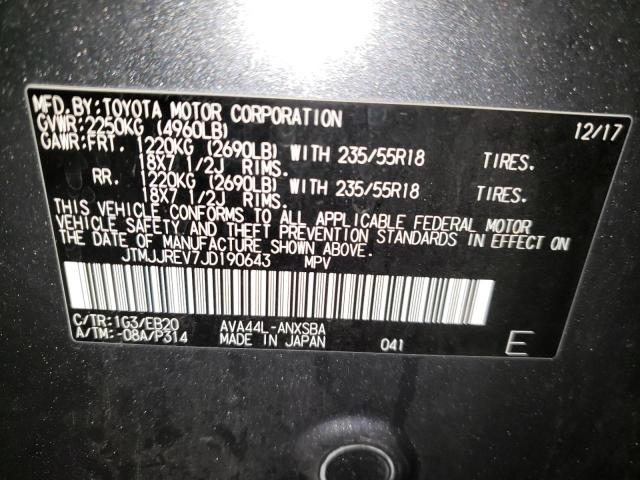 MFD.BY:TOYOTA MOTOR CORPORATION 12/17
GVWR:2250KG (4960LB)
GAWR:FRT. 1220KG (2690LB) WITH 235/55R18 TIRES.
18X7 1/2J RIMS.
RR. 1220KG (2690LB) WITH 235/55R18 TIRES.
18X7 1/2J RIMS.
THIS VEHICLE CONFORMS TO ALL APPLICABLE FEDERAL MOTOR
VEHICLE SAFETY AND THEFT PREVENTION STANDARDS IN EFFECT ON
THE DATE OF MANUFACTURE SHOWN ABOVE.
JTMJJREV7JD190643 MPV
C/TR:1G3/EB20 AVA44L-ANXSBA
A/TM:-08A/P314 MADE IN JAPAN 041 E